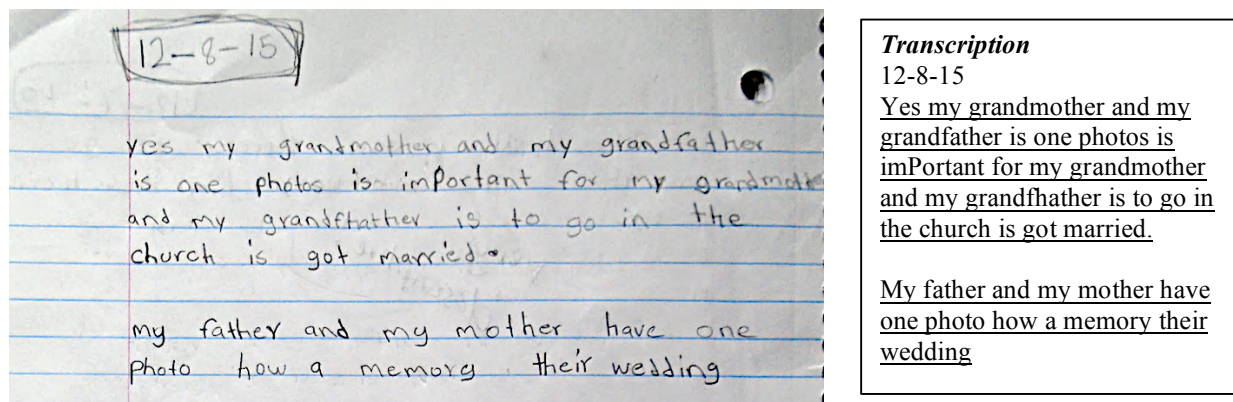 12-8-15
yes my grandmother and my grandfather
is one photos is imPortant for my grandmothe
and my grandfhather is to go in the
church is got married.
my father and my mother have one
photo how a memory their wedding
Transcription
12-8-15
Yes my grandmother and my
grandfather is one photos is
imPortant for my grandmother
and my grandfhather is to go in
the church is got married.
My father and my mother have
one photo how a memory their
wedding